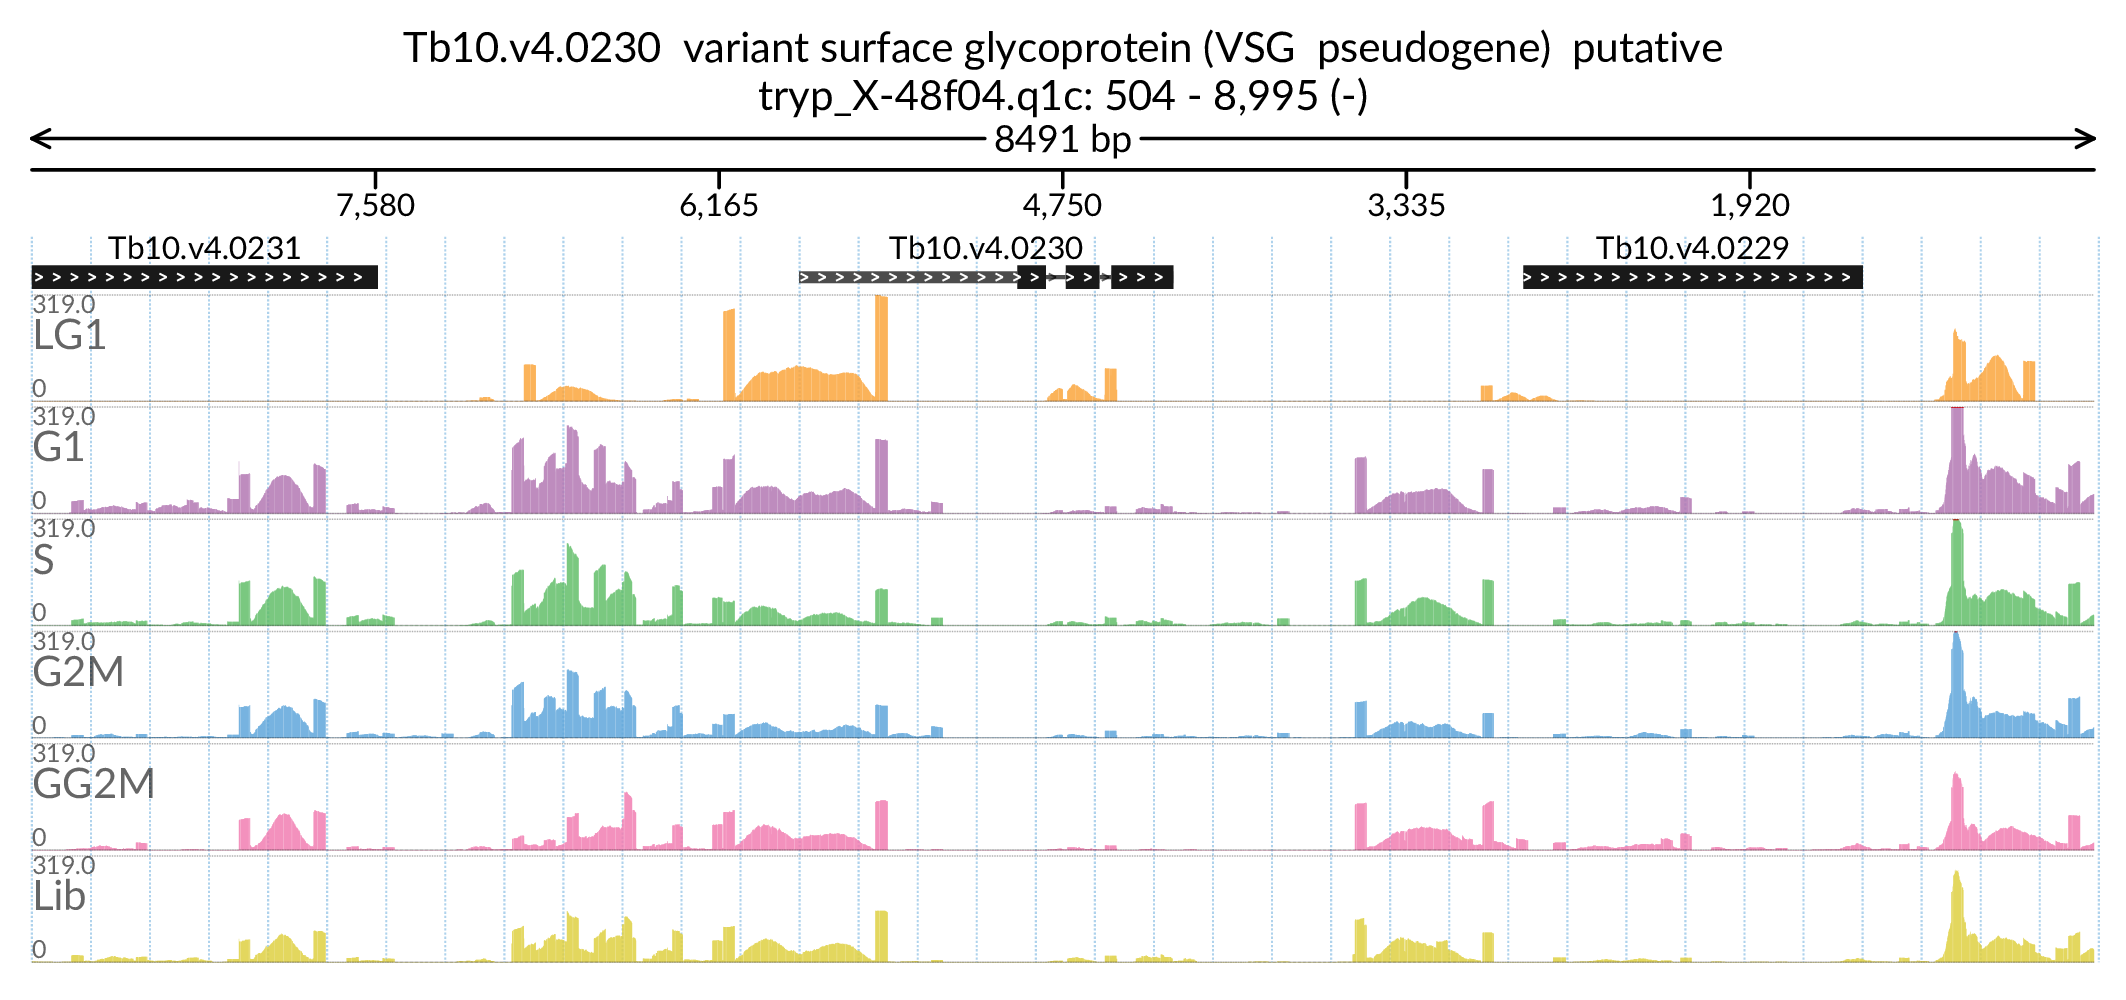 Tb10.v4.0230  variant surface glycoprotein (VSG  pseudogene)  putative
tryp_X-48f04.q1c: 504 - 8,995 (-)
8491 bp
7,580 6,165 4,750 3,335 1,920
Tb10.v4.0231 Tb10.v4.0230 Tb10.v4.0229
319.0
LG1
0
319.0
G1
0
319.0
S
0
319.0
G2M
0
319.0
GG2M
0
319.0
Lib
0